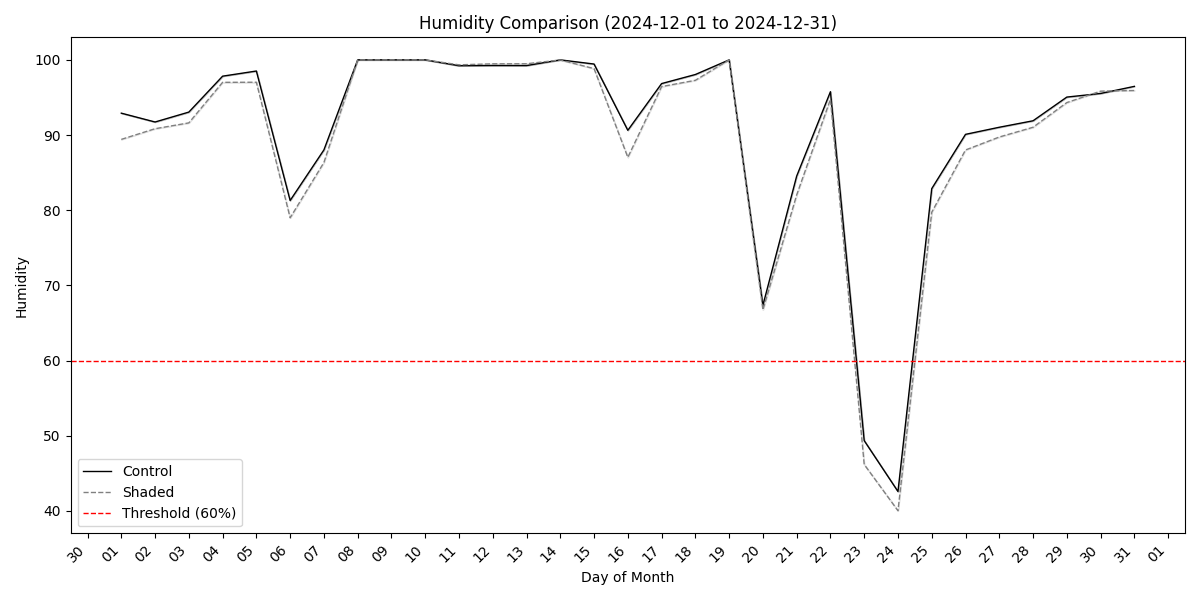 Humidity Comparison (2024-12-01 to 2024-12-31)
Humidity
100
90
80
70
60
50
40
Control
Shaded
Threshold (60%)
30 01 02 03 04 05 06 07 08 09 10 11 12 13 14 15 16 17 18 19 20 21 22 23 24 25 26 27 28 29 30 31 01
Day of Month